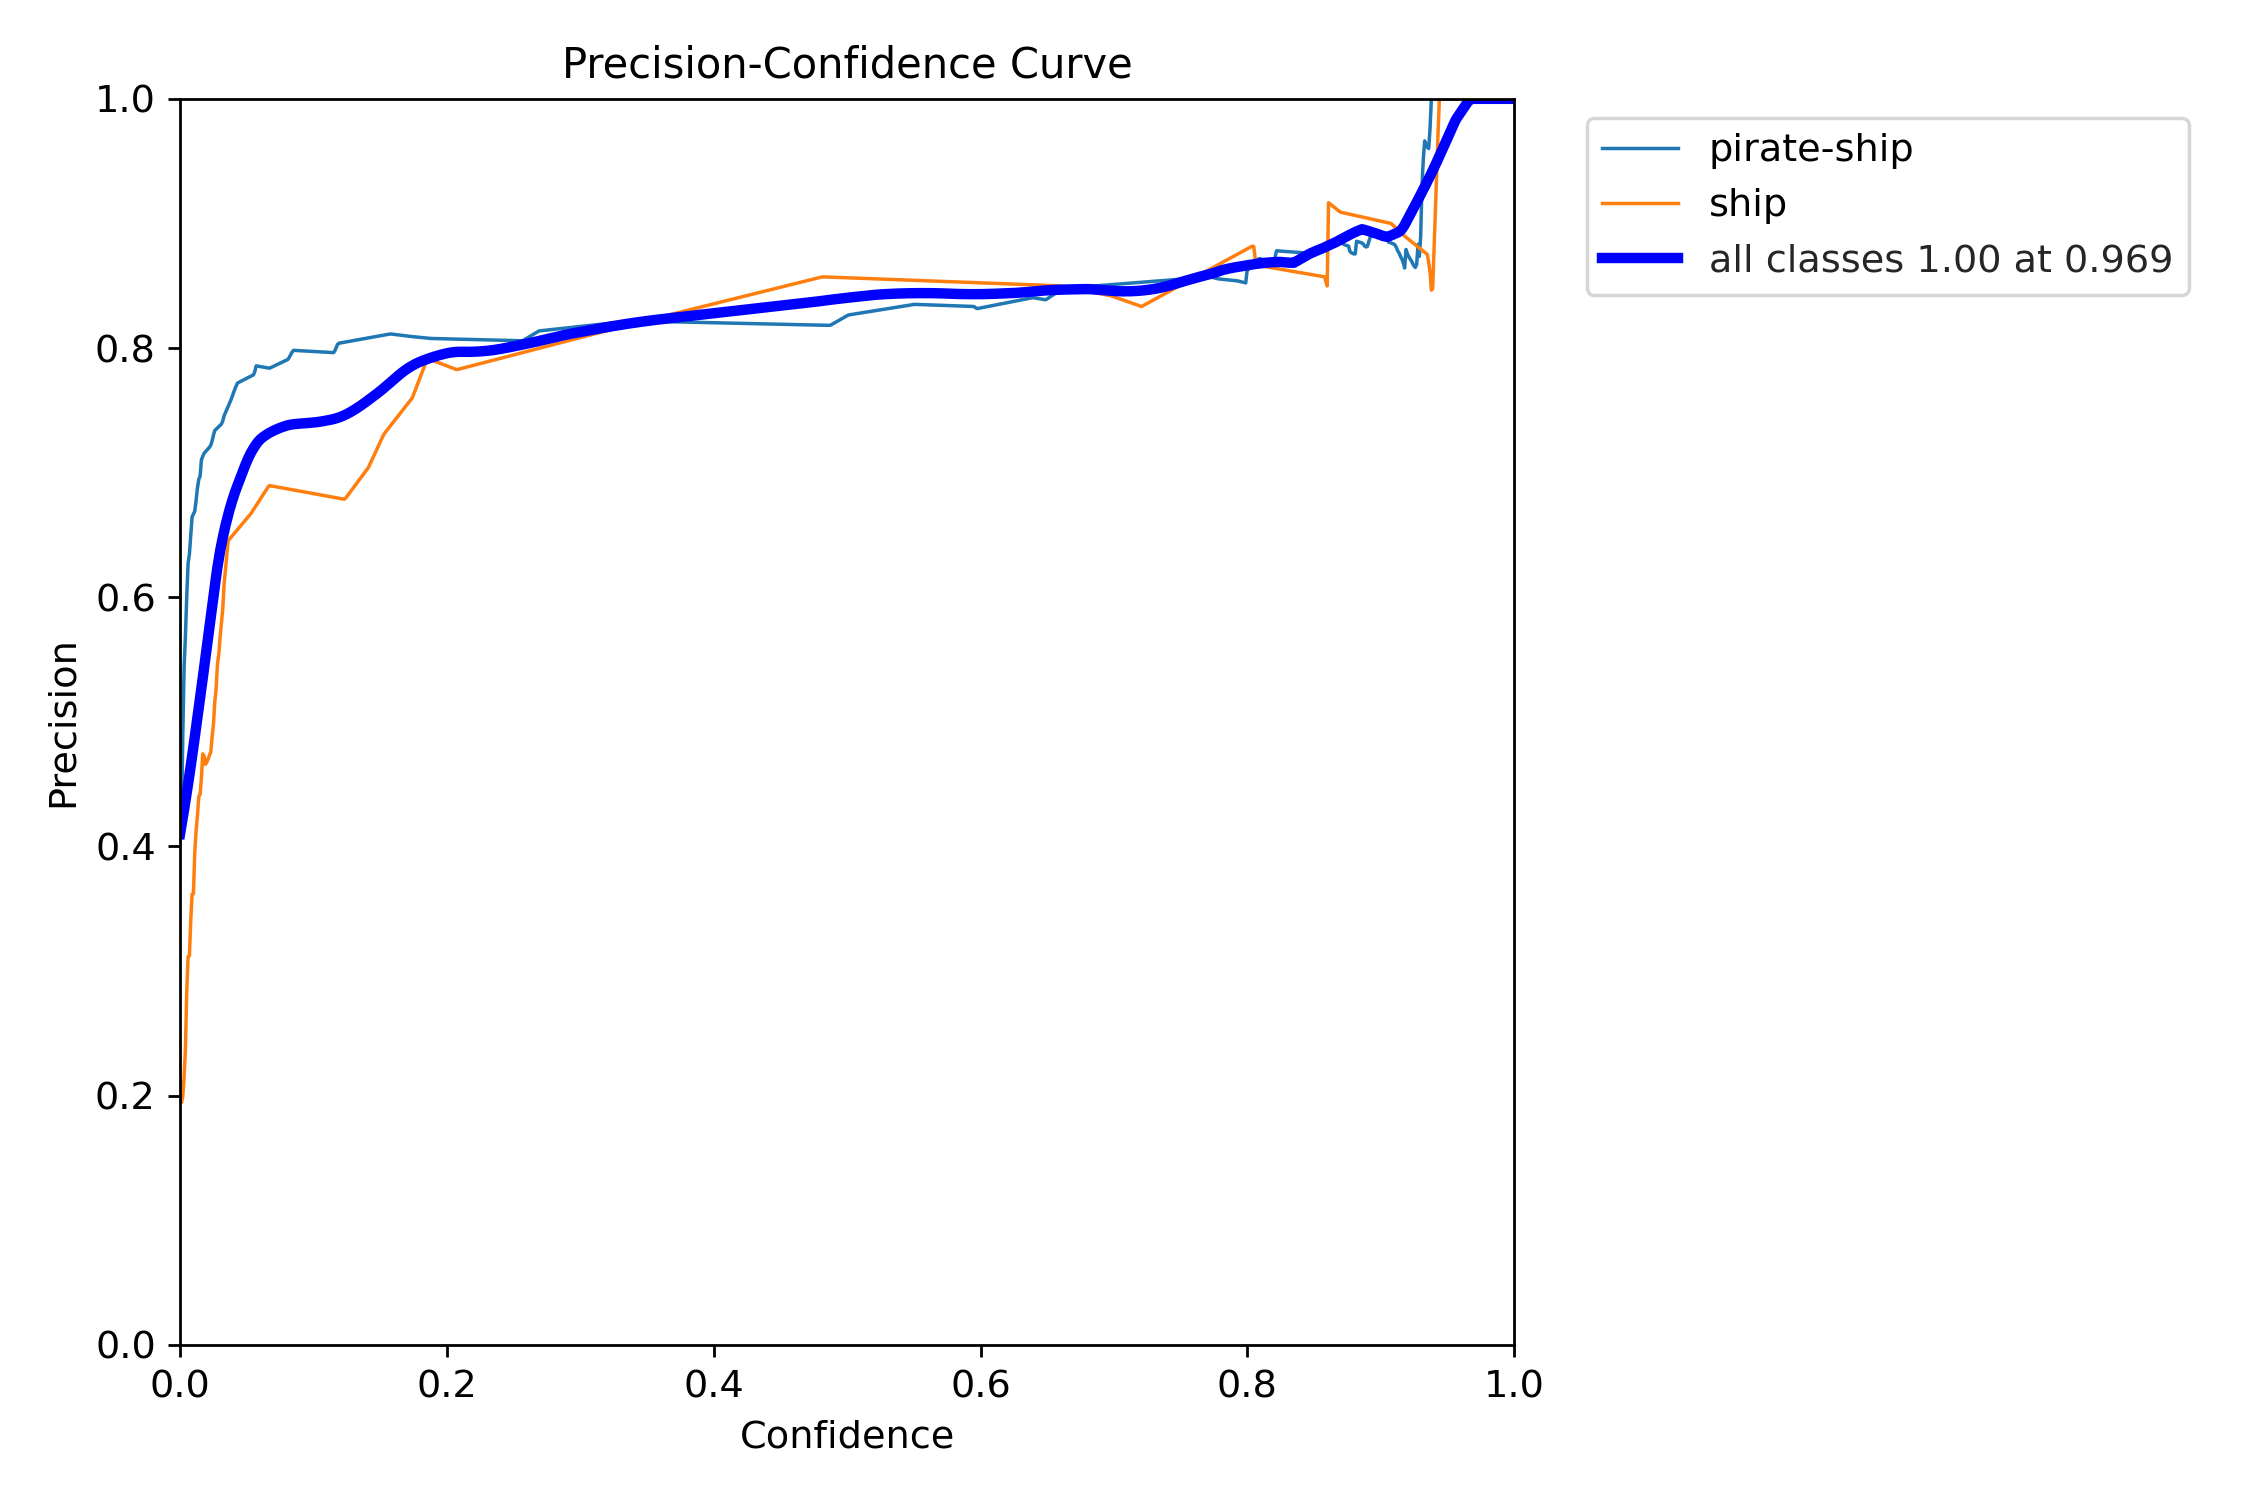 Precision-Confidence Curve
1.0
0.8
0.6
0.4
0.2
0.0
Precision
0.0 0.2 0.4 0.6 0.8 1.0
Confidence
pirate-ship
ship
all classes 1.00 at 0.969